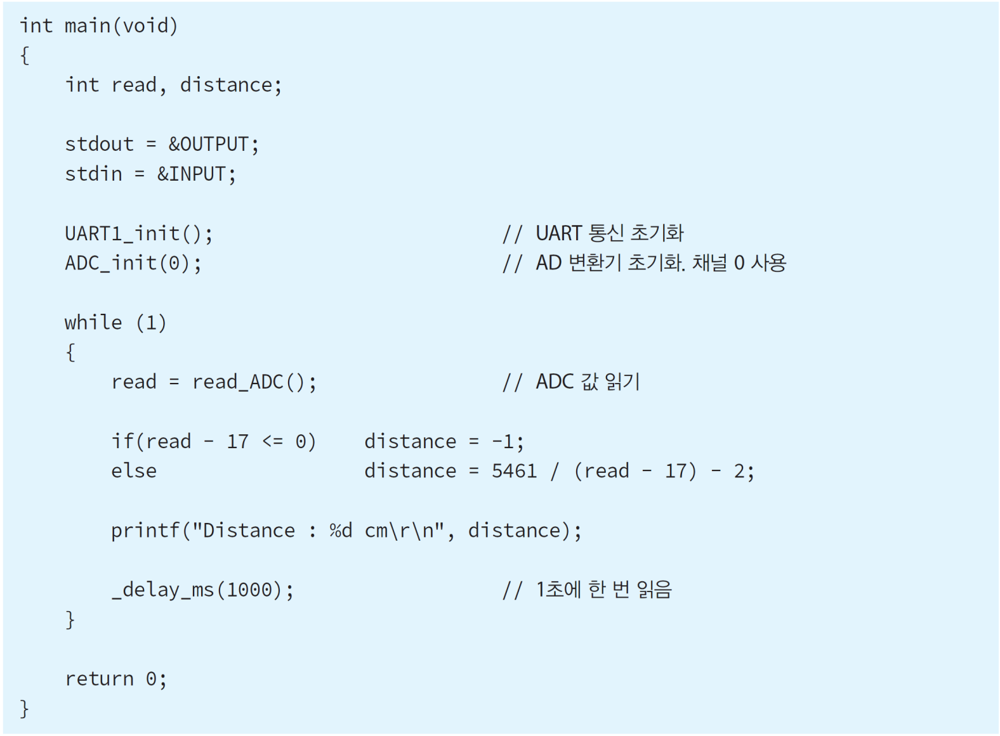 int main(void)
{
    int read, distance;

    stdout = &OUTPUT;
    stdin = &INPUT;

    UART1_init();                         // UART 통신 초기화
    ADC_init(0);                          // AD 변환기 초기화. 채널 0 사용

    while (1)
    {
        read = read_ADC();                // ADC 값 읽기

        if(read - 17 <= 0)    distance = -1;
        else                  distance = 5461 / (read - 17) - 2;

        printf("Distance : %d cm\r\n", distance);

        _delay_ms(1000);                  // 1초에 한 번 읽음
    }

    return 0;
}